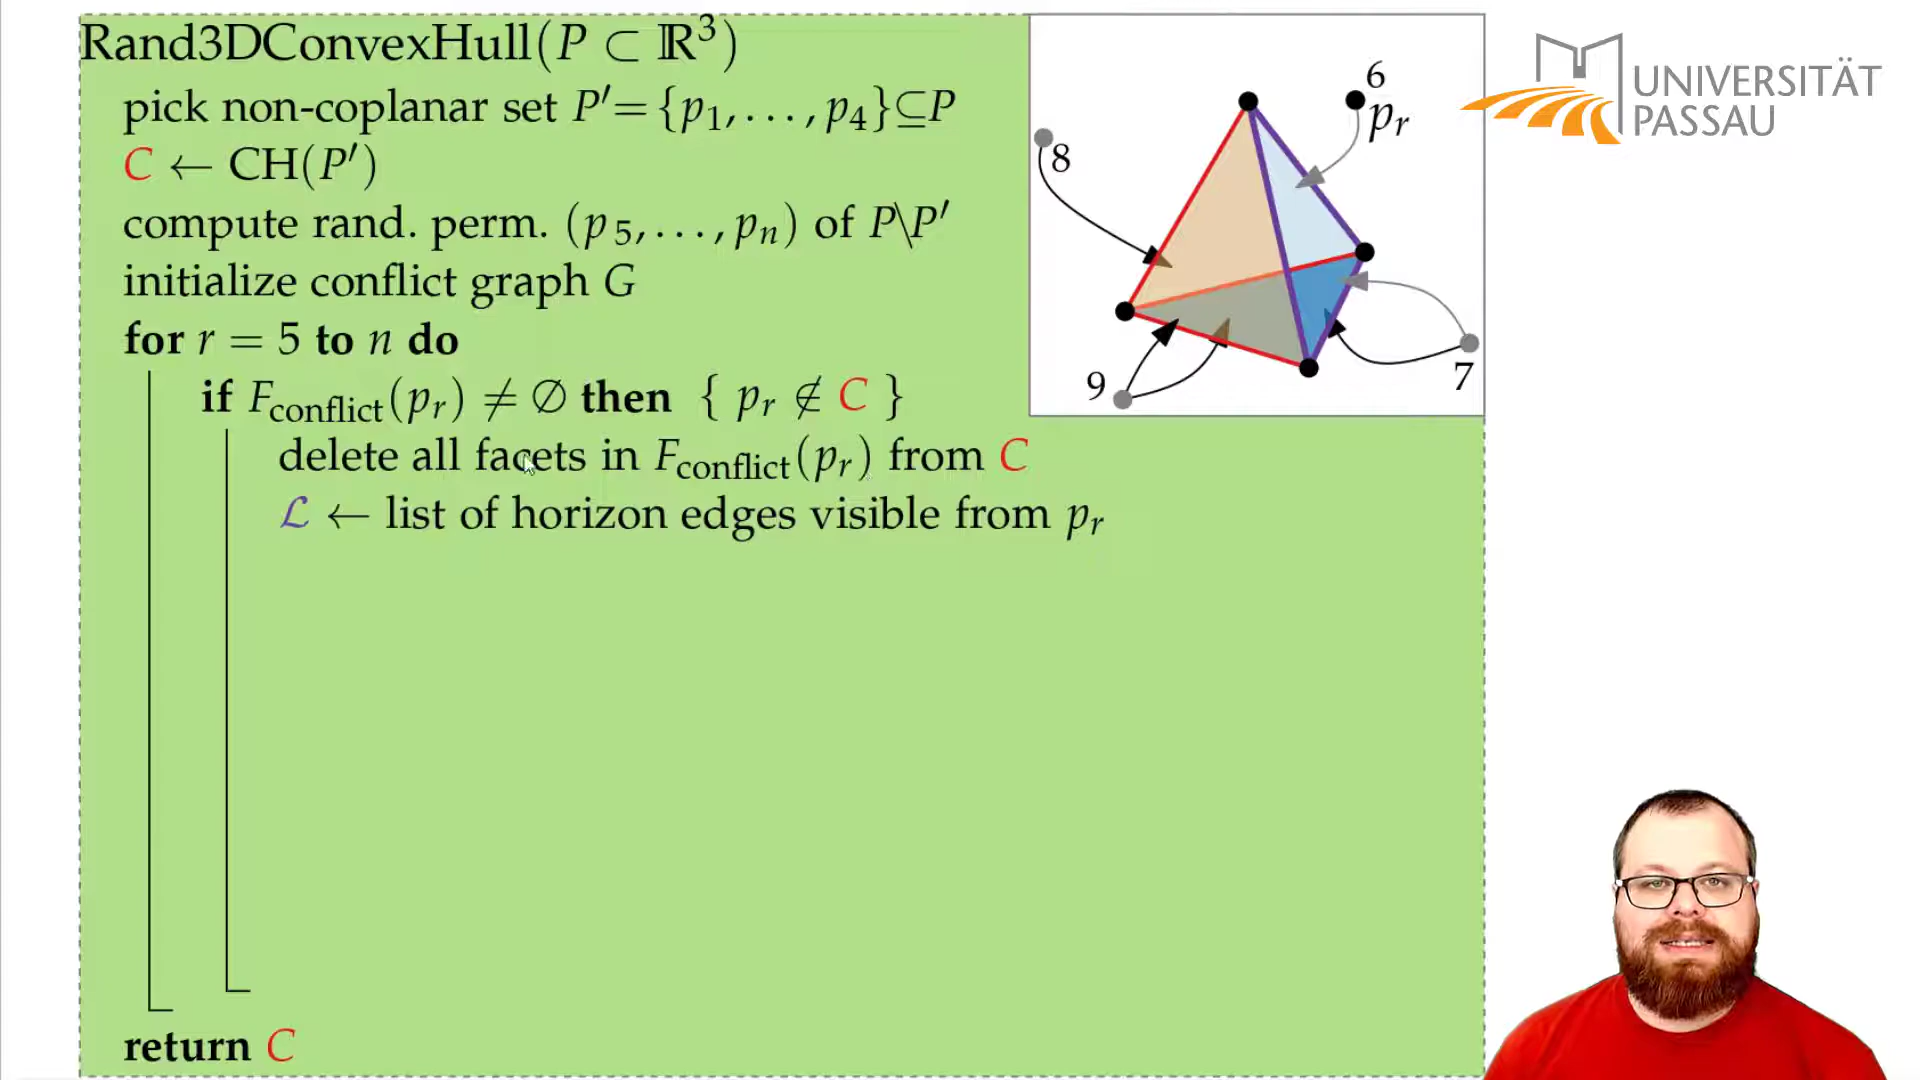 Rand3DConvexHull(P ⊂ ℝ³)
pick non-coplanar set P′= {p₁, . . . , p₄}⊆P
C ← CH(P′)
compute rand. perm. (p₅, . . . , pₙ) of P\P′
initialize conflict graph G
for r = 5 to n do
if F_conflict(p_r) ≠ ∅ then { p_r ∉ C }
delete all facets in F_conflict(p_r) from C
ℒ ← list of horizon edges visible from p_r
return C
6
p_r
8
9
7
UNIVERSITÄT
PASSAU